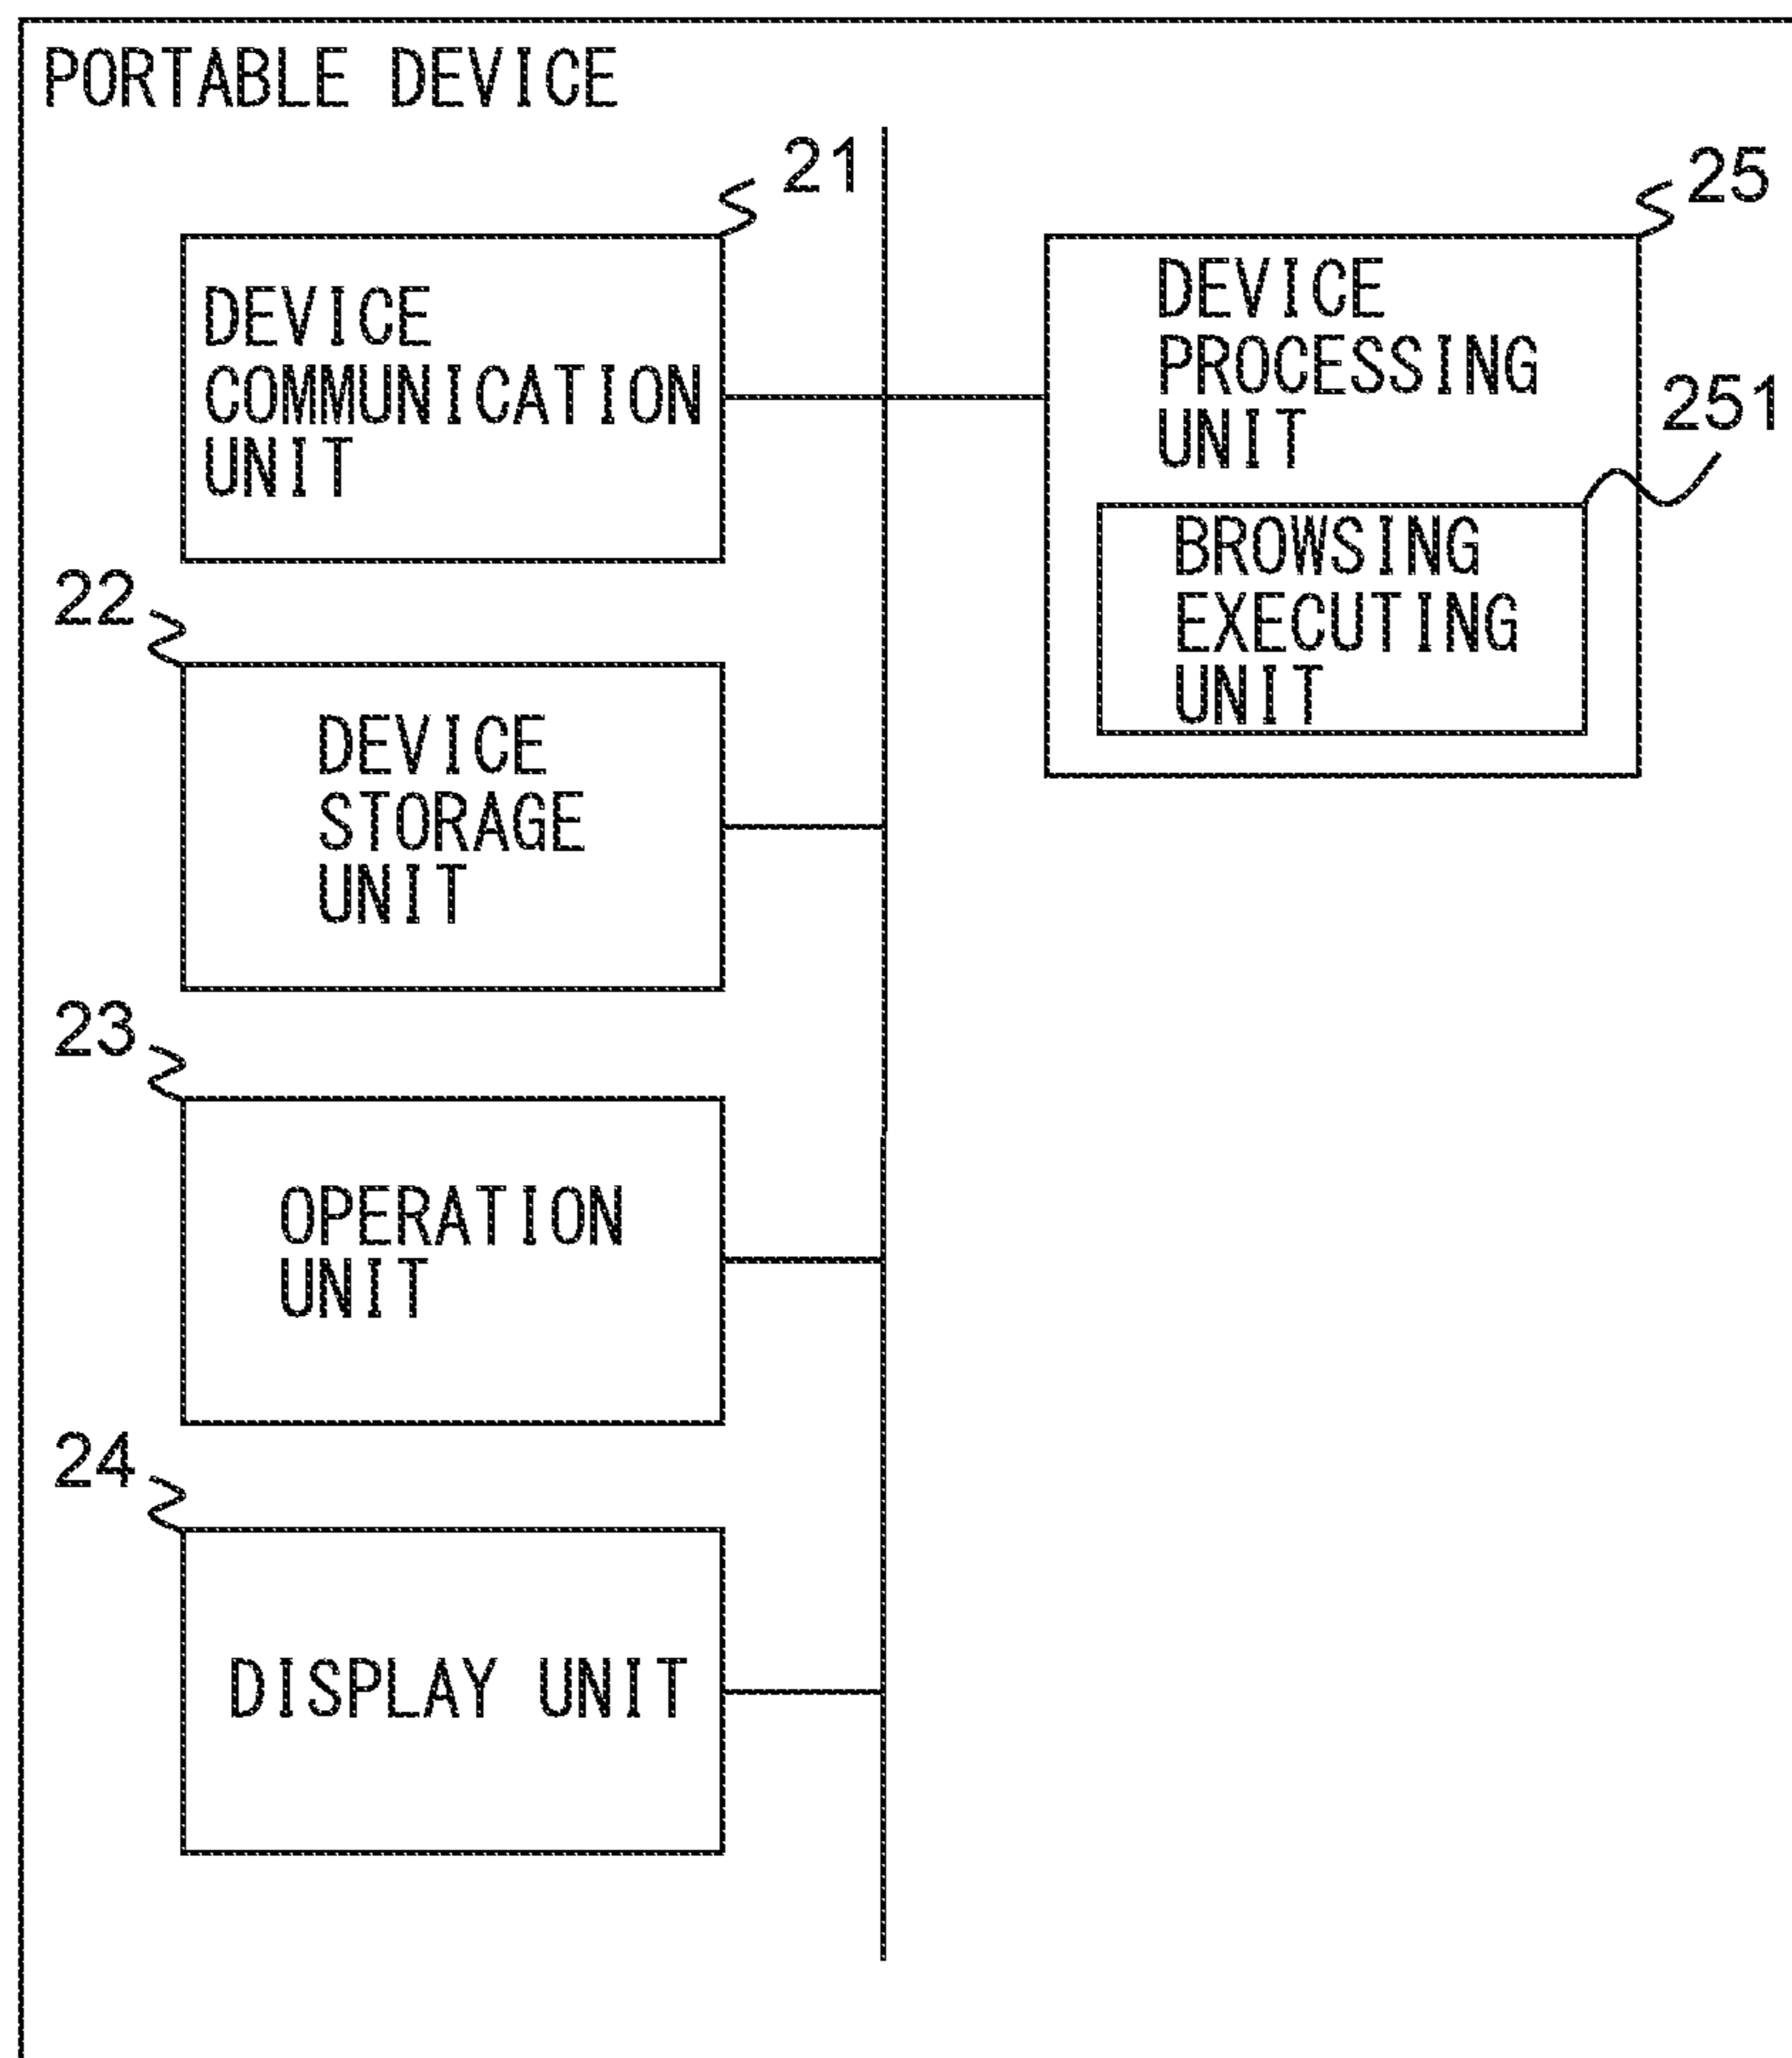 PORTABLE DEVICE
21
DEVICE
COMMUNICATION
UNIT
22
DEVICE
STORAGE
UNIT
23
OPERATION
UNIT
24
DISPLAY UNIT
25
DEVICE
PROCESSING
UNIT
251
BROWSING
EXECUTING
UNIT